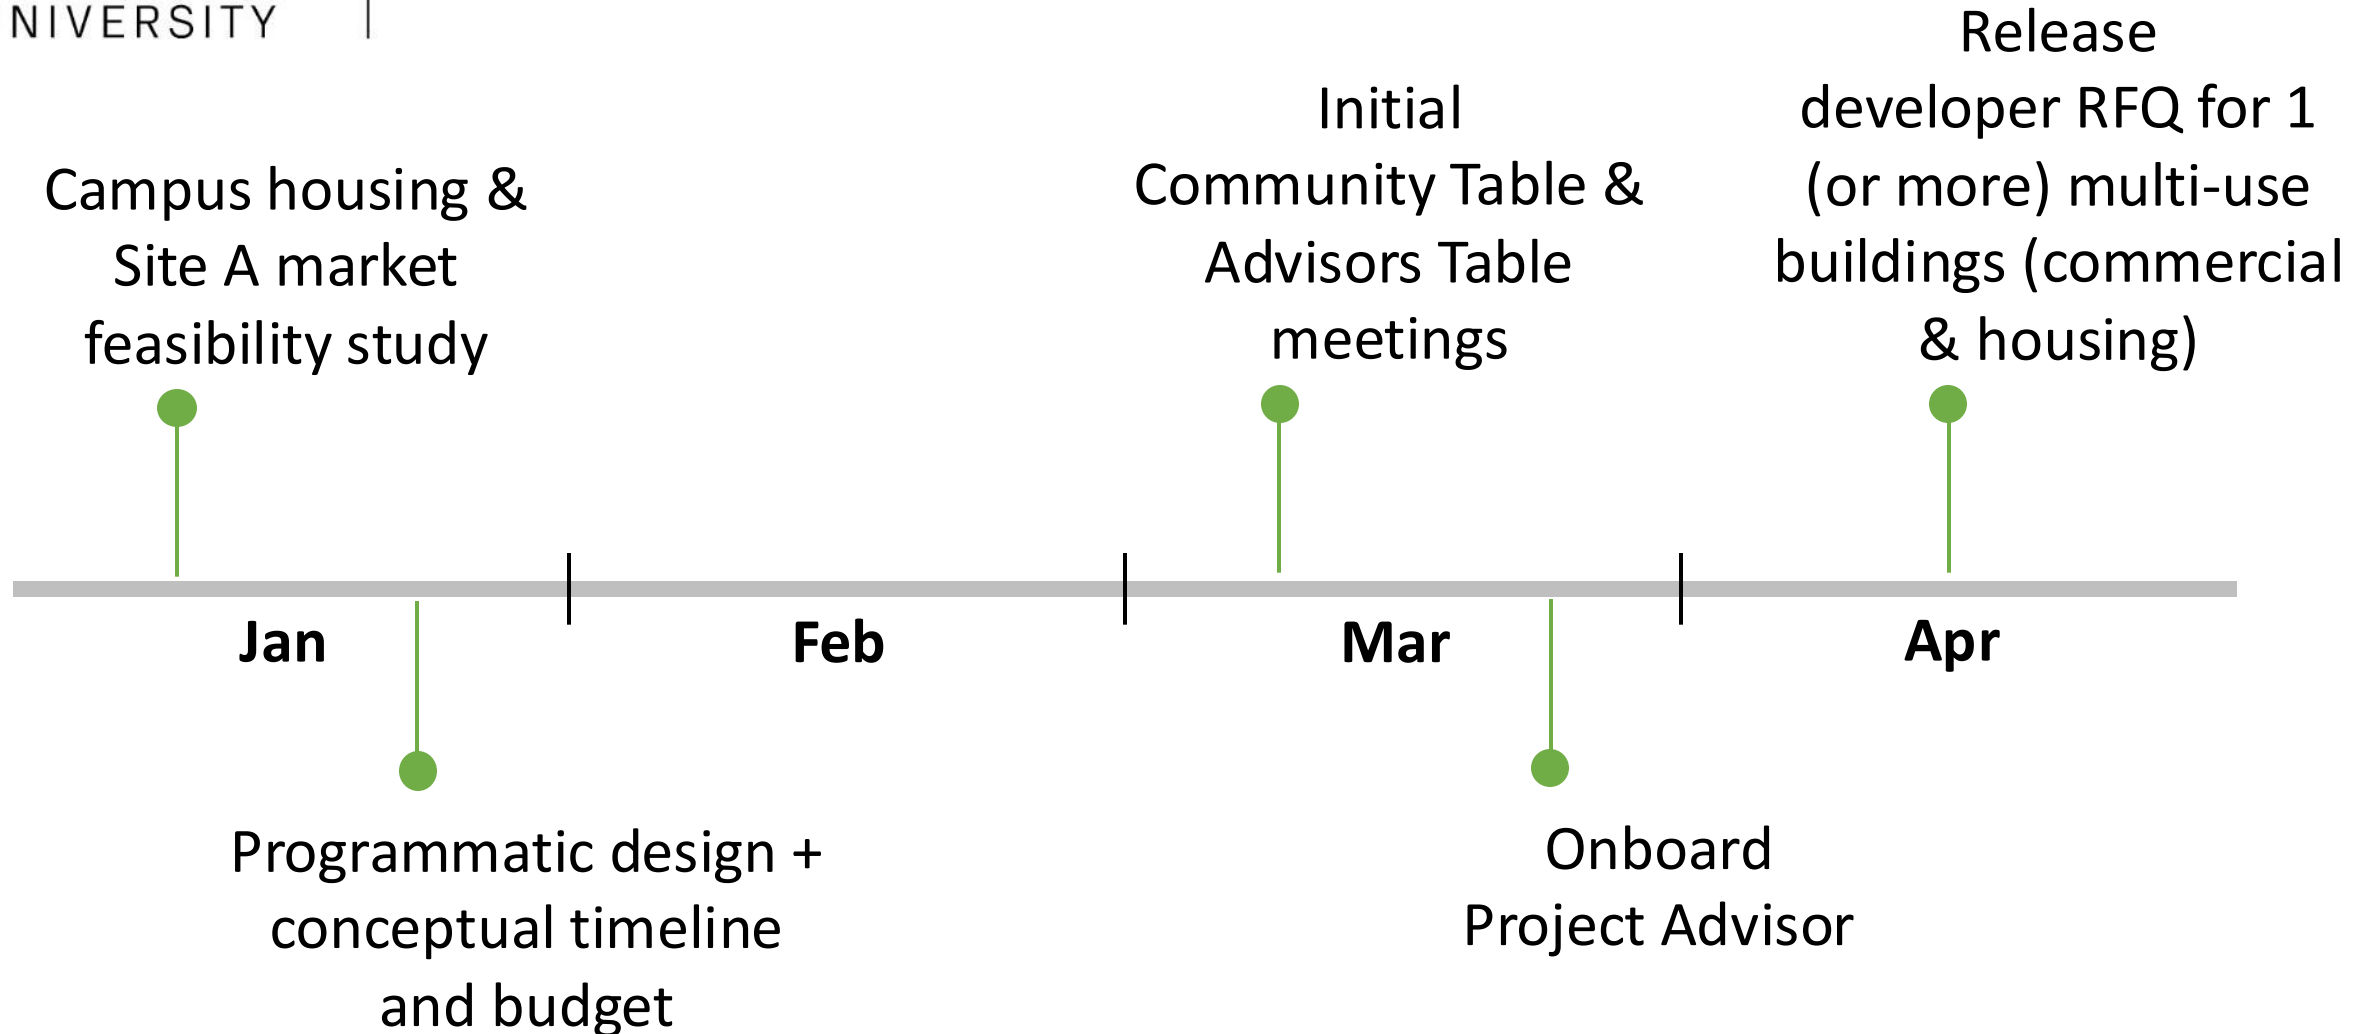 NIVERSITY
Campus housing &
Site A market
feasibility study
Initial
Community Table &
Advisors Table
meetings
Release
developer RFQ for 1
(or more) multi-use
buildings (commercial
& housing)
Jan
Feb
Mar
Apr
Programmatic design +
conceptual timeline
and budget
Onboard
Project Advisor